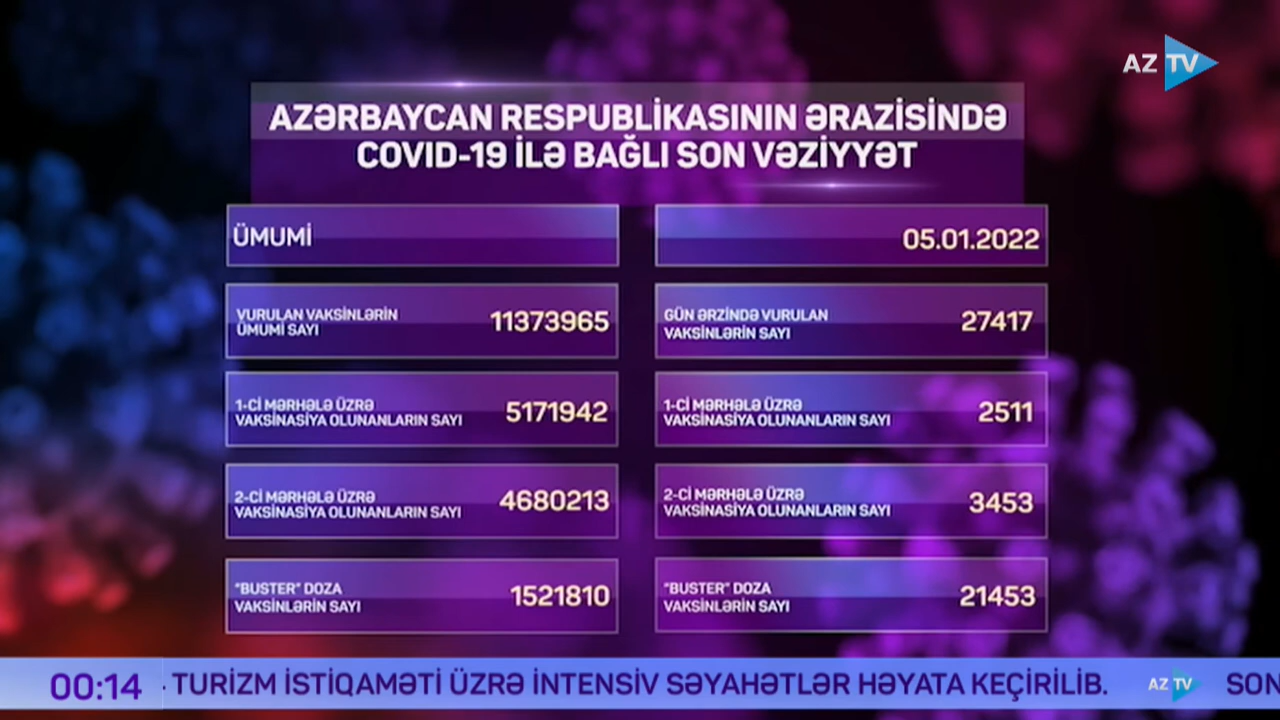 AZ TV
AZƏRBAYCAN RESPUBLİKASININ ƏRAZİSİNDƏ
COVID-19 İLƏ BAĞLI SON VƏZİYYƏT
ÜMUMİ
05.01.2022
VURULAN VAKSİNLƏRİN
ÜMUMİ SAYI
11373965
GÜN ƏRZİNDƏ VURULAN
VAKSİNLƏRİN SAYI
27417
1-Cİ MƏRHƏLƏ ÜZRƏ
VAKSİNASİYA OLUNANLARIN SAYI
5171942
1-Cİ MƏRHƏLƏ ÜZRƏ
VAKSİNASİYA OLUNANLARIN SAYI
2511
2-Cİ MƏRHƏLƏ ÜZRƏ
VAKSİNASİYA OLUNANLARIN SAYI
4680213
2-Cİ MƏRHƏLƏ ÜZRƏ
VAKSİNASİYA OLUNANLARIN SAYI
3453
"BUSTER" DOZA
VAKSİNLƏRİN SAYI
1521810
"BUSTER" DOZA
VAKSİNLƏRİN SAYI
21453
00:14 TURİZM İSTİQAMƏTİ ÜZRƏ İNTENSİV SƏYAHƏTLƏR HƏYATA KEÇİRİLİB. AZ TV SON